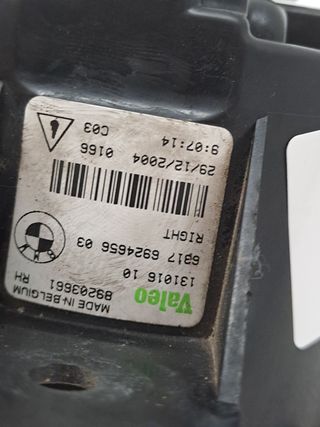 Valeo
MADE IN BELGIUM
89203661 RH
131016 10
6317 6924656 03
RIGHT
BMW
29/12/2004 0166
9:07:14 C03